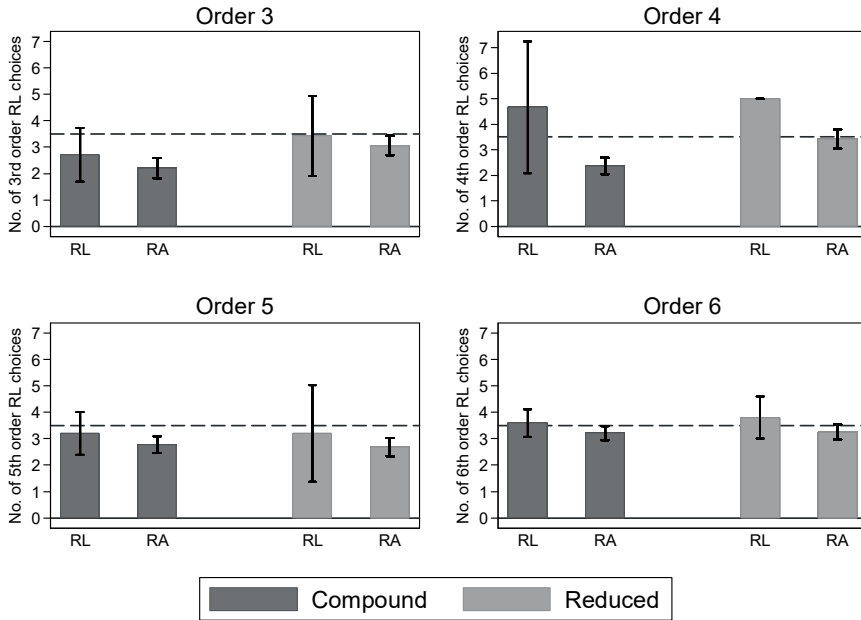 Order 3
No. of 3rd order RL choices
7
6
5
4
3
2
1
0
RL RA RL RA
Order 4
No. of 4th order RL choices
7
6
5
4
3
2
1
0
RL RA RL RA
Order 5
No. of 5th order RL choices
7
6
5
4
3
2
1
0
RL RA RL RA
Order 6
No. of 6th order RL choices
7
6
5
4
3
2
1
0
RL RA RL RA
Compound Reduced